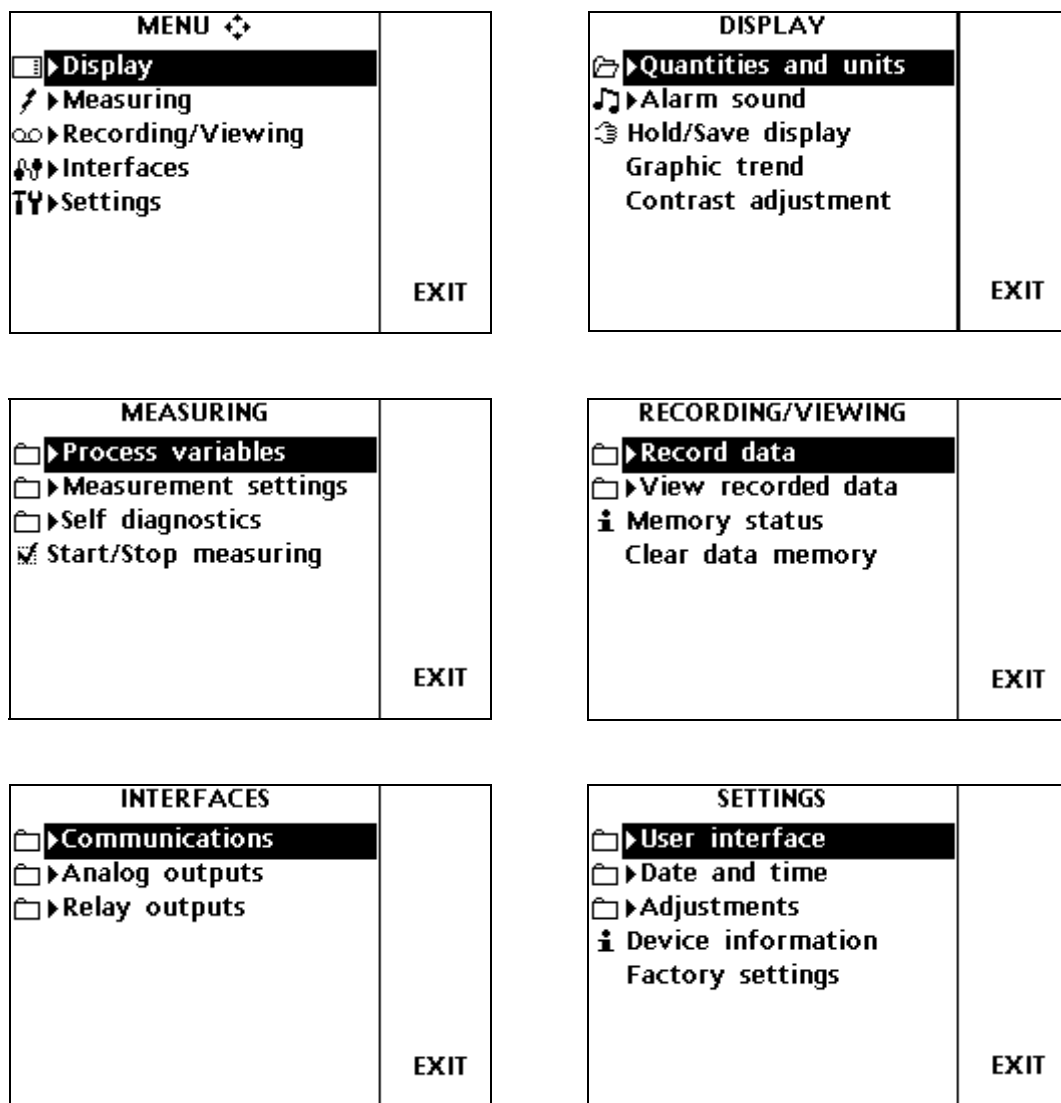 MENU
Display
Measuring
Recording/Viewing
Interfaces
Settings
EXIT
DISPLAY
Quantities and units
Alarm sound
Hold/Save display
Graphic trend
Contrast adjustment
EXIT
MEASURING
Process variables
Measurement settings
Self diagnostics
Start/Stop measuring
EXIT
RECORDING/VIEWING
Record data
View recorded data
Memory status
Clear data memory
EXIT
INTERFACES
Communications
Analog outputs
Relay outputs
EXIT
SETTINGS
User interface
Date and time
Adjustments
Device information
Factory settings
EXIT